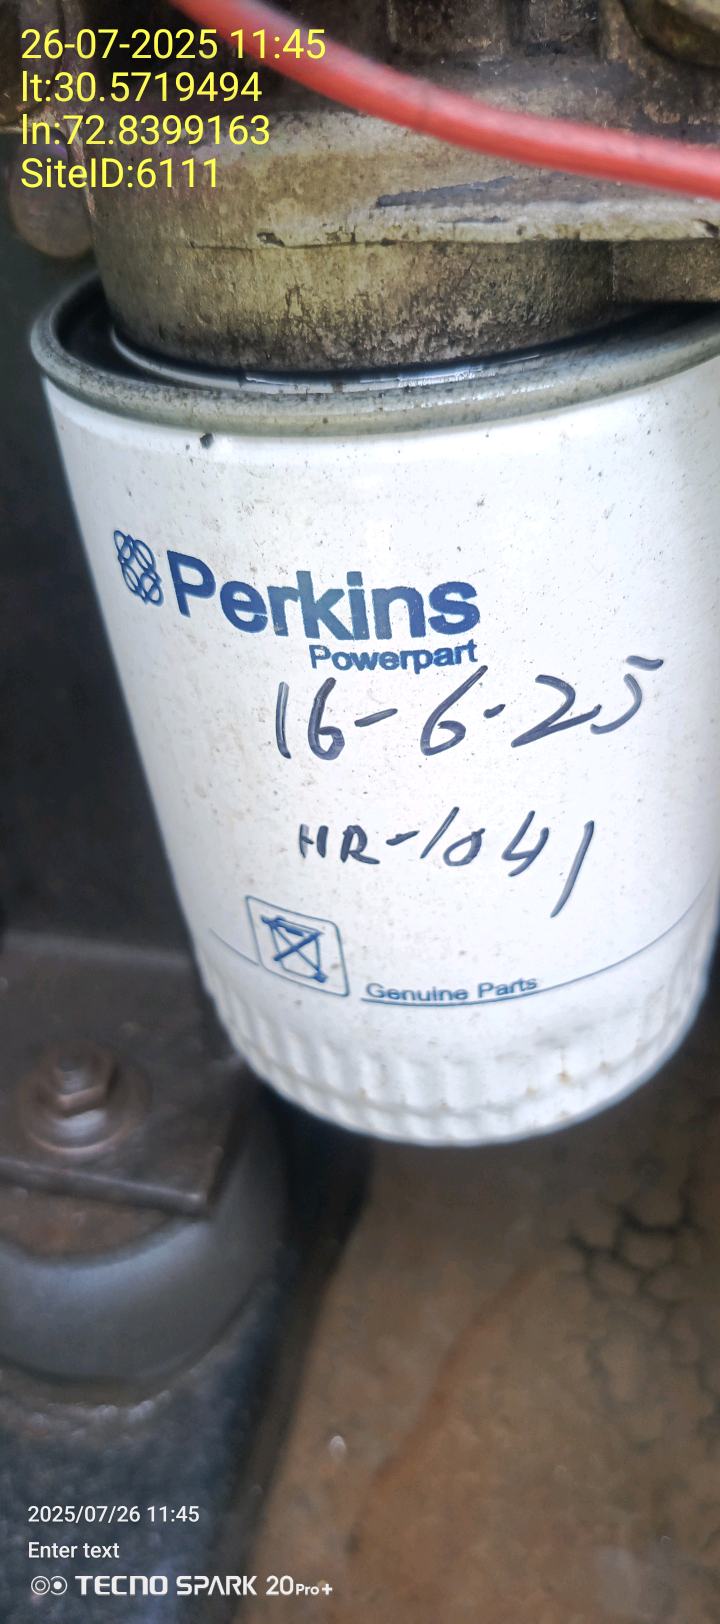 26-07-2025 11:45
lt:30.5719494
ln:72.8399163
SiteID:6111
Perkins
Powerpart
16-6-25
HR-1041
Genuine Parts
2025/07/26 11:45
Enter text
TECNO SPARK 20Pro+